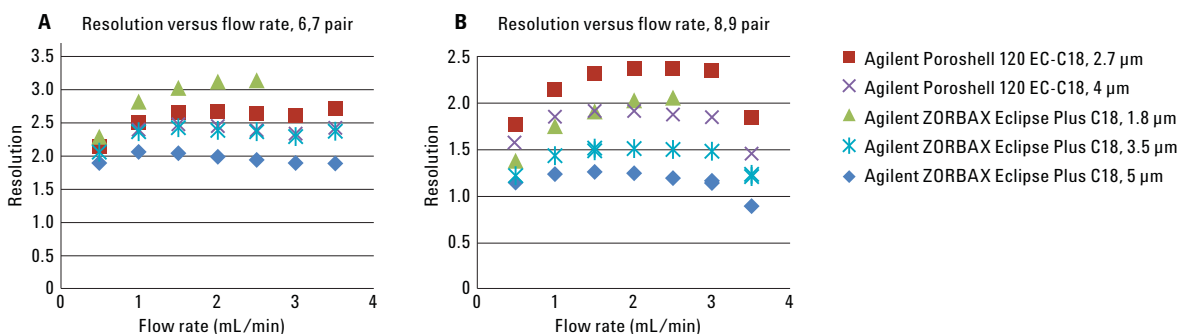 A Resolution versus flow rate, 6,7 pair
3.5
3.0
2.5
2.0
1.5
1.0
0.5
0
0 1 2 3 4
Resolution
Flow rate (mL/min)
B Resolution versus flow rate, 8,9 pair
2.5
2.0
1.5
1.0
0.5
0
0 1 2 3 4
Resolution
Flow rate (mL/min)
Agilent Poroshell 120 EC-C18, 2.7 µm
Agilent Poroshell 120 EC-C18, 4 µm
Agilent ZORBAX Eclipse Plus C18, 1.8 µm
Agilent ZORBAX Eclipse Plus C18, 3.5 µm
Agilent ZORBAX Eclipse Plus C18, 5 µm